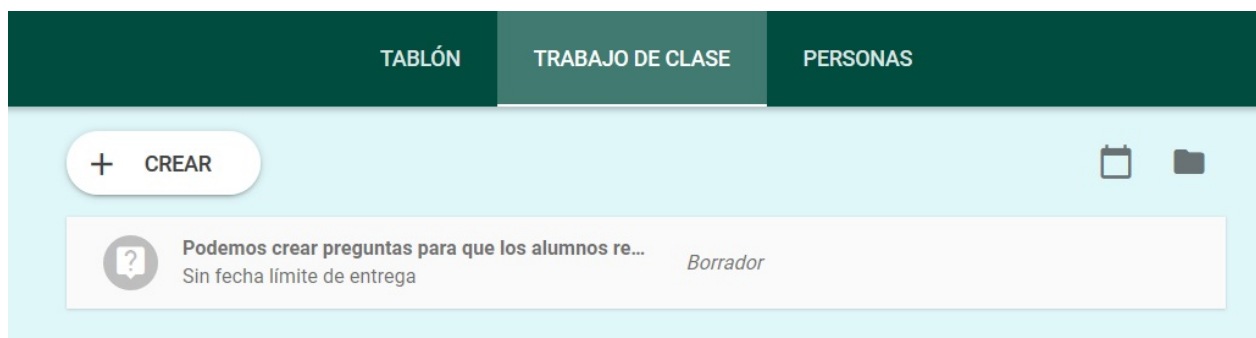 TABLÓN TRABAJO DE CLASE PERSONAS
+ CREAR
Podemos crear preguntas para que los alumnos re...
Sin fecha límite de entrega
Borrador